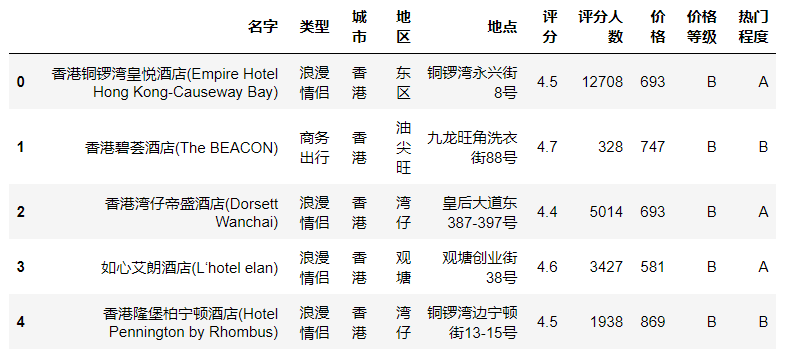 名字 类型 城市 地区 地点 评分 评分人数 价格 价格等级 热门程度
0 香港铜锣湾皇悦酒店(Empire Hotel Hong Kong-Causeway Bay) 浪漫情侣 香港 东区 铜锣湾永兴街8号 4.5 12708 693 B A
1 香港碧荟酒店(The BEACON) 商务出行 香港 油尖旺 九龙旺角洗衣街88号 4.7 328 747 B B
2 香港湾仔帝盛酒店(Dorsett Wanchai) 浪漫情侣 香港 湾仔 皇后大道东387-397号 4.4 5014 693 B A
3 如心艾朗酒店(L'hotel elan) 浪漫情侣 香港 观塘 观塘创业街38号 4.6 3427 581 B A
4 香港隆堡柏宁顿酒店(Hotel Pennington by Rhombus) 浪漫情侣 香港 湾仔 铜锣湾边宁顿街13-15号 4.5 1938 869 B B